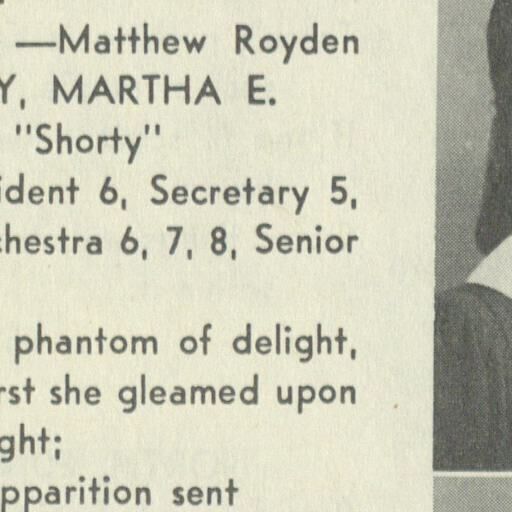 —Matthew Royden
Y, MARTHA E.
"Shorty"
ident 6, Secretary 5,
chestra 6, 7, 8, Senior
phantom of delight,
rst she gleamed upon
ght;
pparition sent